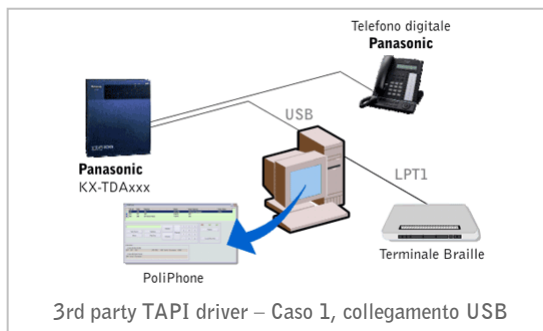 Telefono digitale
Panasonic
USB
Panasonic
KX-TDAxxx
LPT1
PoliPhone
Terminale Braille
3rd party TAPI driver – Caso 1, collegamento USB